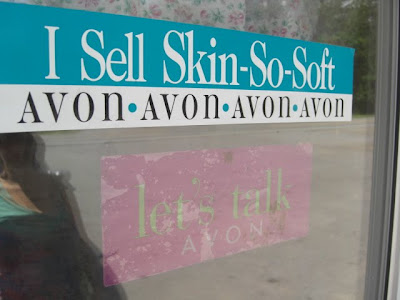 I Sell Skin-So-Soft
AVON•AVON•AVON•AVON
let's talk
AVON